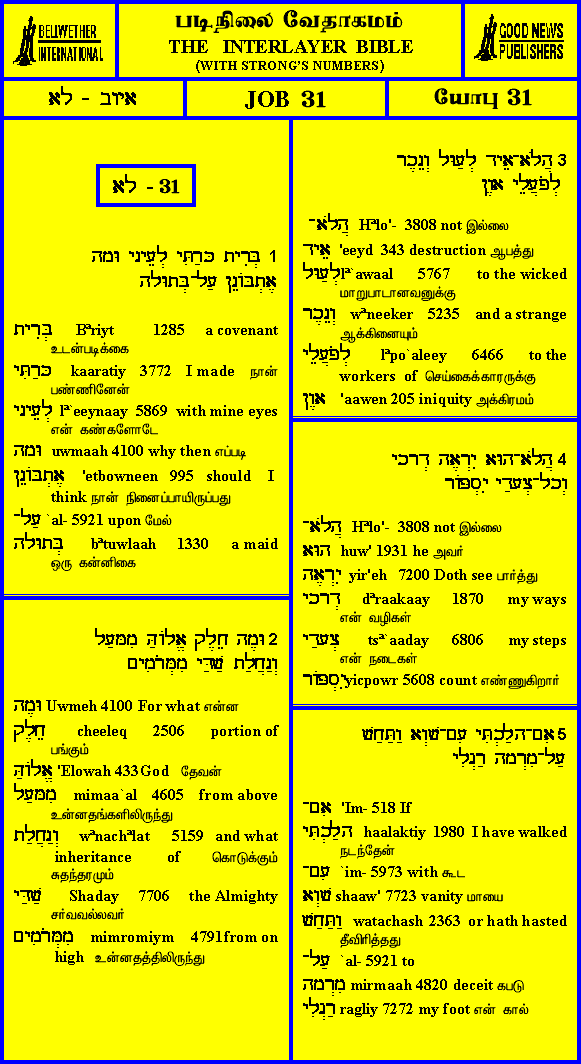 BELLWETHER
INTERNATIONAL
படிநிலை வேதாகமம்
THE INTERLAYER BIBLE
(WITH STRONG'S NUMBERS)
GOOD NEWS
PUBLISHERS
איוב - לא
JOB 31
யோபு 31
לא - 31
1 בְּרִית כָּרַתִּי לְעֵינָי וּמָה
אֶתְבּוֹנֵן עַל־בְּתוּלָה
בְּרִית Bªriyt 1285 a covenant
உடன்படிக்கை
כָּרַתִּי kaaratiy 3772 I made நான்
பண்ணினேன்
לְעֵינָי lª`eeynaay 5869 with mine eyes
என் கண்களோடே
וּמָה uwmaah 4100 why then எப்படி
אֶתְבּוֹנֵן 'etbowneen 995 should I
think நான் நினைப்பாயிருப்பது
עַל־ `al- 5921 upon மேல்
בְּתוּלָה bªtuwlaah 1330 a maid
ஒரு கன்னிகை
2 וּמֶה חֵלֶק אֱלוֹהַּ מִמָּעַל
וְנַחֲלַת שַׁדַּי מִמְּרֹמִים
וּמֶה Uwmeh 4100 For what என்ன
חֵלֶק cheeleq 2506 portion of
பங்கும்
אֱלוֹהַּ 'Elowah 433 God தேவன்
מִמָּעַל mimaa`al 4605 from above
உன்னதங்களிலிருந்து
וְנַחֲלַת wªnachªlat 5159 and what
inheritance of கொடுக்கும்
சுதந்தரமும்
שַׁדַּי Shaday 7706 the Almighty
சர்வவல்லவர்
מִמְּרֹמִים mimromiym 4791from on
high உன்னதத்திலிருந்து
3 הֲלֹא־אֵיד לְעַוָּל וְנֵכֶר
לְפֹעֲלֵי אָוֶן
הֲלֹא־ Hªlo'- 3808 not இல்லை
אֵיד 'eeyd 343 destruction ஆபத்து
לְעַוָּל lª`awaal 5767 to the wicked
மாறுபாடானவனுக்கு
וְנֵכֶר wªneeker 5235 and a strange
ஆக்கினையும்
לְפֹעֲלֵי lªpo`aleey 6466 to the
workers of செய்கைக்காரருக்கு
אָוֶן 'aawen 205 iniquity அக்கிரமம்
4 הֲלֹא־הוּא יִרְאֶה דְרָכָי
וְכָל־צְעָדַי יִסְפּוֹר
הֲלֹא־ Hªlo'- 3808 not இல்லை
הוּא huw' 1931 he அவர்
יִרְאֶה yir'eh 7200 Doth see பார்த்து
דְרָכָי dªraakaay 1870 my ways
என் வழிகள்
צְעָדַי tsª`aaday 6806 my steps
என் நடைகள்
יִסְפּוֹר yicpowr 5608 count எண்ணுகிறார்
5 אִם־הָלַכְתִּי עִם־שָׁוְא וַתַּחַשׁ
עַל־מִרְמָה רַגְלִי
אִם־ 'Im- 518 If
הָלַכְתִּי haalaktiy 1980 I have walked
நடந்தேன்
עִם־ `im- 5973 with கூட
שָׁוְא shaaw' 7723 vanity மாயை
וַתַּחַשׁ watachash 2363 or hath hasted
தீவிரித்தது
עַל־ `al- 5921 to
מִרְמָה mirmaah 4820 deceit கபடு
רַגְלִי ragliy 7272 my foot என் கால்